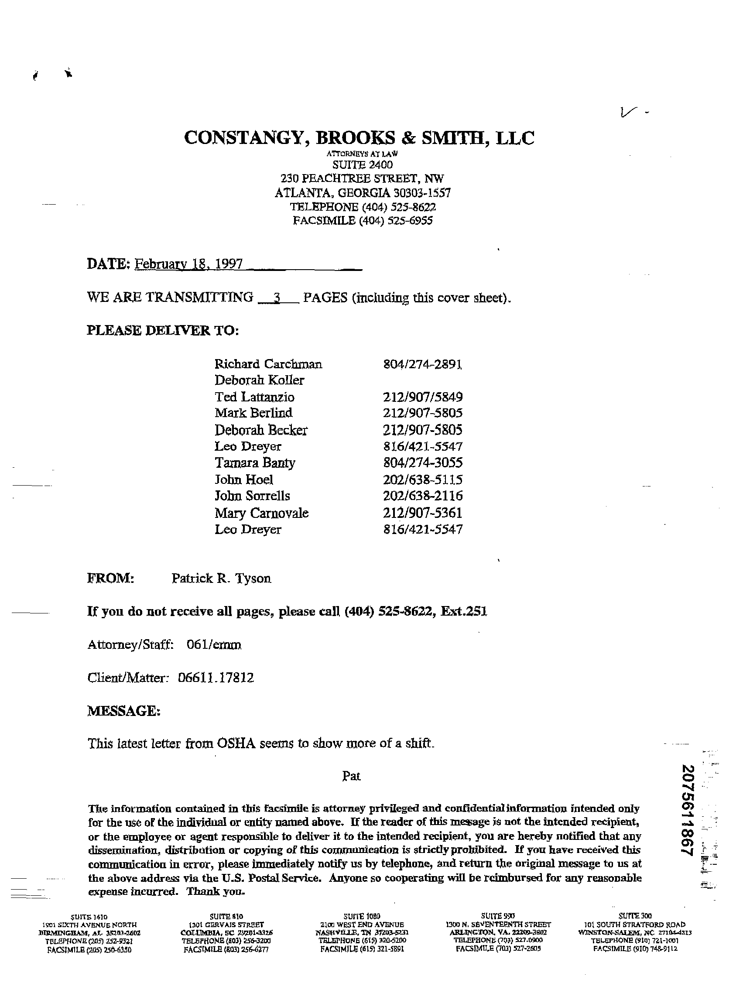 CONSTANGY, BROOKS & SMITH, LLC
ATTORNEYS AT LAW
SUITE 2400
230 PEACHTREE STREET, NW
ATLANTA, GEORGIA 30303-1557
TELEPHONE (404) 525-8622
FACSIMILE (404) 525-6955
DATE: February 18, 1997
WE ARE TRANSMITTING 3 PAGES (including this cover sheet).
PLEASE DELIVER TO:
Richard Carchman 804/274-2891
Deborah Koller
Ted Lattanzio 212/907/5849
Mark Berlind 212/907-5805
Deborah Becker 212/907-5805
Leo Dreyer 816/421-5547
Tamara Banty 804/274-3055
John Hoel 202/638-5115
John Sorrells 202/638-2116
Mary Carnovale 212/907-5361
Leo Dreyer 816/421-5547
FROM: Patrick R. Tyson
If you do not receive all pages, please call (404) 525-8622, Ext.251
Attorney/Staff: 061/emm
Client/Matter: 06611.17812
MESSAGE:
This latest letter from OSHA seems to show more of a shift.
Pat
The information contained in this facsimile is attorney privileged and confidential information intended only
for the use of the individual or entity named above. If the reader of this message is not the intended recipient,
or the employee or agent responsible to deliver it to the intended recipient, you are hereby notified that any
dissemination, distribution or copying of this communication is strictly prohibited. If you have received this
communication in error, please immediately notify us by telephone, and return the original message to us at
the above address via the U.S. Postal Service. Anyone so cooperating will be reimbursed for any reasonable
expense incurred. Thank you.
2075611867
SUITE 1410 SUITE 810 SUITE 1080 SUITE 900 SUITE 300
1901 SIXTH AVENUE NORTH 1301 GERVAIS STREET 2100 WEST END AVENUE 1300 N. SEVENTEENTH STREET 101 SOUTH STRATFORD ROAD
BIRMINGHAM, AL 35203-2602 COLUMBIA, SC 29201-3326 NASHVILLE, TN 37203-5231 ARLINGTON, VA. 22209-3802 WINSTON-SALEM, NC 27104-4213
TELEPHONE (205) 252-9321 TELEPHONE (803) 256-3200 TELEPHONE (615) 320-5200 TELEPHONE (703) 527-0900 TELEPHONE (910) 721-1001
FACSIMILE (205) 250-6350 FACSIMILE (803) 256-6277 FACSIMILE (615) 321-5891 FACSIMILE (703) 527-2605 FACSIMILE (910) 748-9112